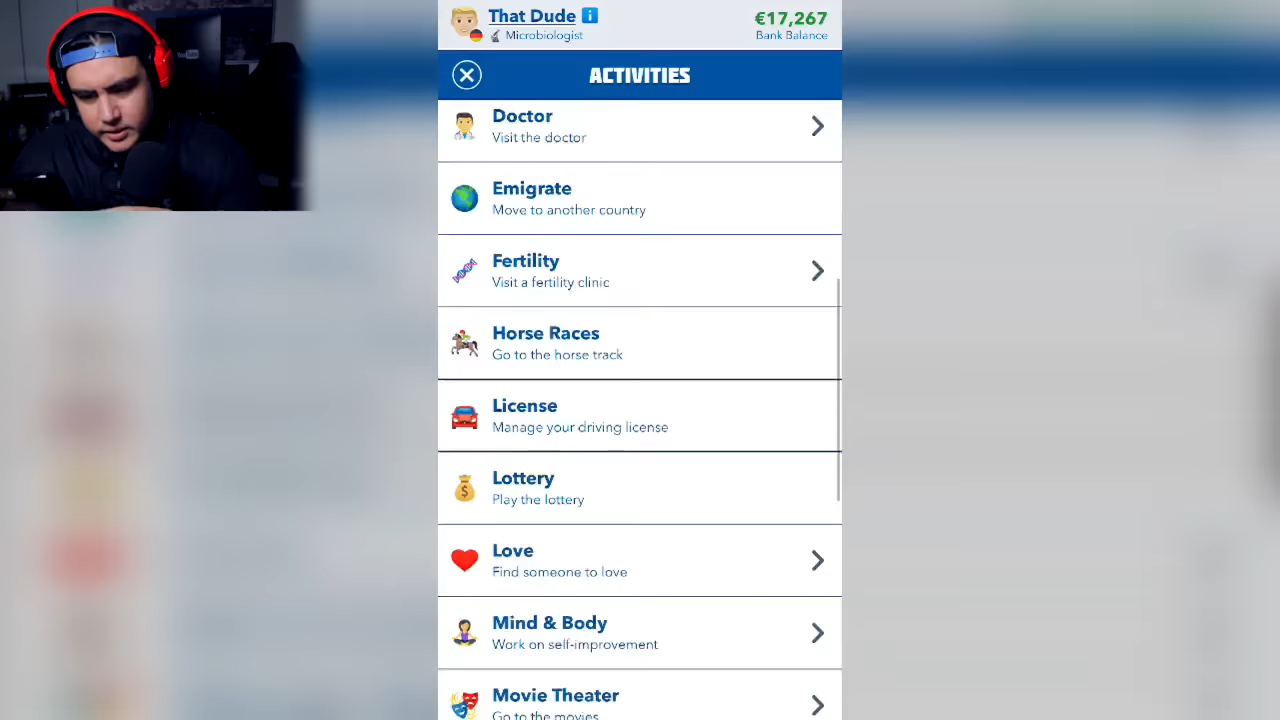 That Dude
Microbiologist
€17,267
Bank Balance
ACTIVITIES
Doctor
Visit the doctor
Emigrate
Move to another country
Fertility
Visit a fertility clinic
Horse Races
Go to the horse track
License
Manage your driving license
Lottery
Play the lottery
Love
Find someone to love
Mind & Body
Work on self-improvement
Movie Theater
Go to the movies